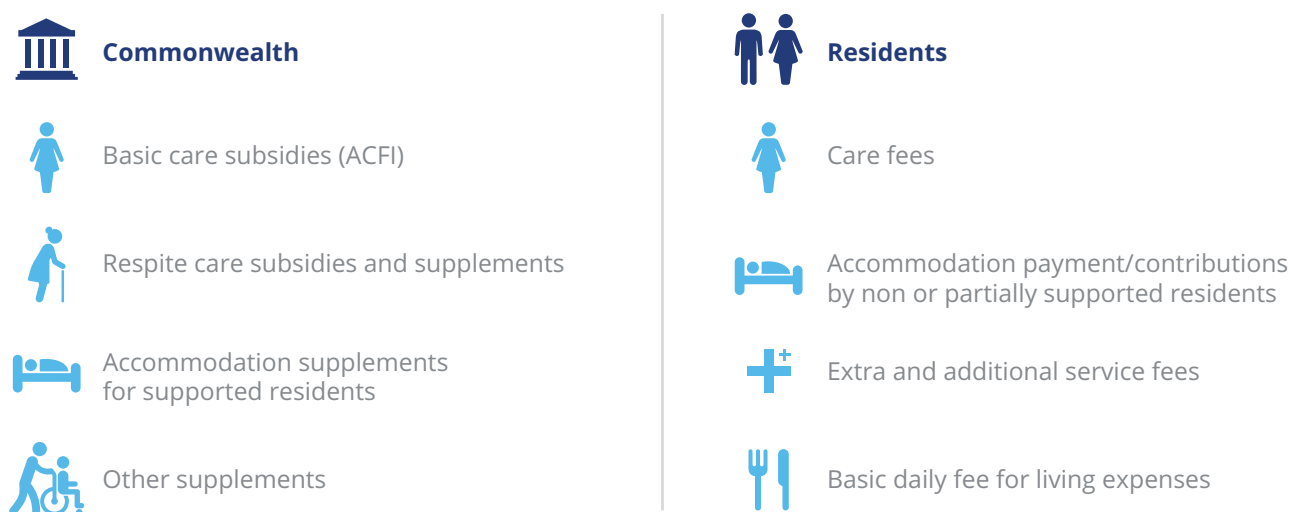 Commonwealth
Basic care subsidies (ACFI)
Respite care subsidies and supplements
Accommodation supplements
for supported residents
Other supplements
Residents
Care fees
Accommodation payment/contributions
by non or partially supported residents
Extra and additional service fees
Basic daily fee for living expenses